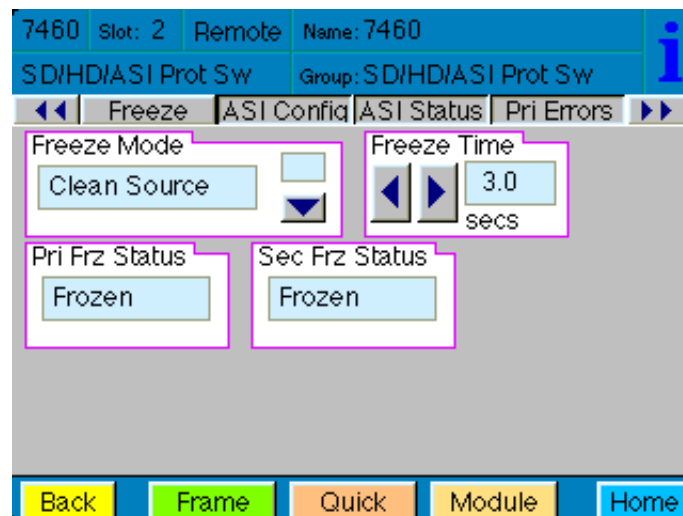 7460 Slot: 2 Remote Name: 7460
SD/HD/ASI Prot Sw Group: SD/HD/ASI Prot Sw
i
Freeze ASI Config ASI Status Pri Errors
Freeze Mode Freeze Time
Clean Source 3.0
secs
Pri Frz Status Sec Frz Status
Frozen Frozen
Back Frame Quick Module Home